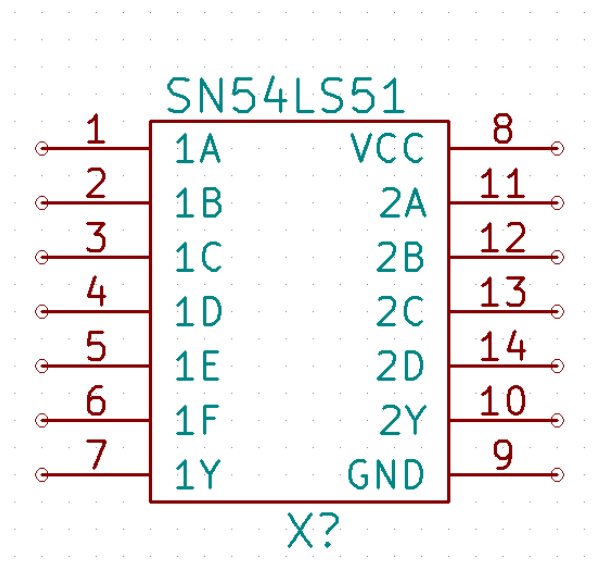 SN54LS51
1 1A VCC 8
2 1B 2A 11
3 1C 2B 12
4 1D 2C 13
5 1E 2D 14
6 1F 2Y 10
7 1Y GND 9
X?